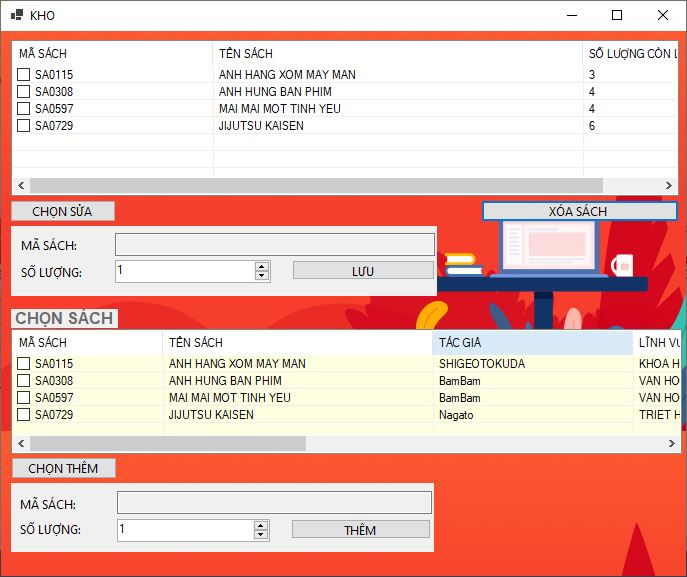 KHO
MÃ SÁCH TÊN SÁCH SỐ LƯỢNG CÒN L
SA0115 ANH HANG XOM MAY MAN 3
SA0308 ANH HUNG BAN PHIM 4
SA0597 MAI MAI MOT TINH YEU 4
SA0729 JIJUTSU KAISEN 6
CHỌN SỬA XÓA SÁCH
MÃ SÁCH:
SỐ LƯỢNG: 1 LƯU
CHỌN SÁCH
MÃ SÁCH TÊN SÁCH TÁC GIẢ LĨNH VƯ
SA0115 ANH HANG XOM MAY MAN SHIGEOTOKUDA KHOA H
SA0308 ANH HUNG BAN PHIM BamBam VAN HO
SA0597 MAI MAI MOT TINH YEU BamBam VAN HO
SA0729 JIJUTSU KAISEN Nagato TRIET H
CHỌN THÊM
MÃ SÁCH:
SỐ LƯỢNG: 1 THÊM